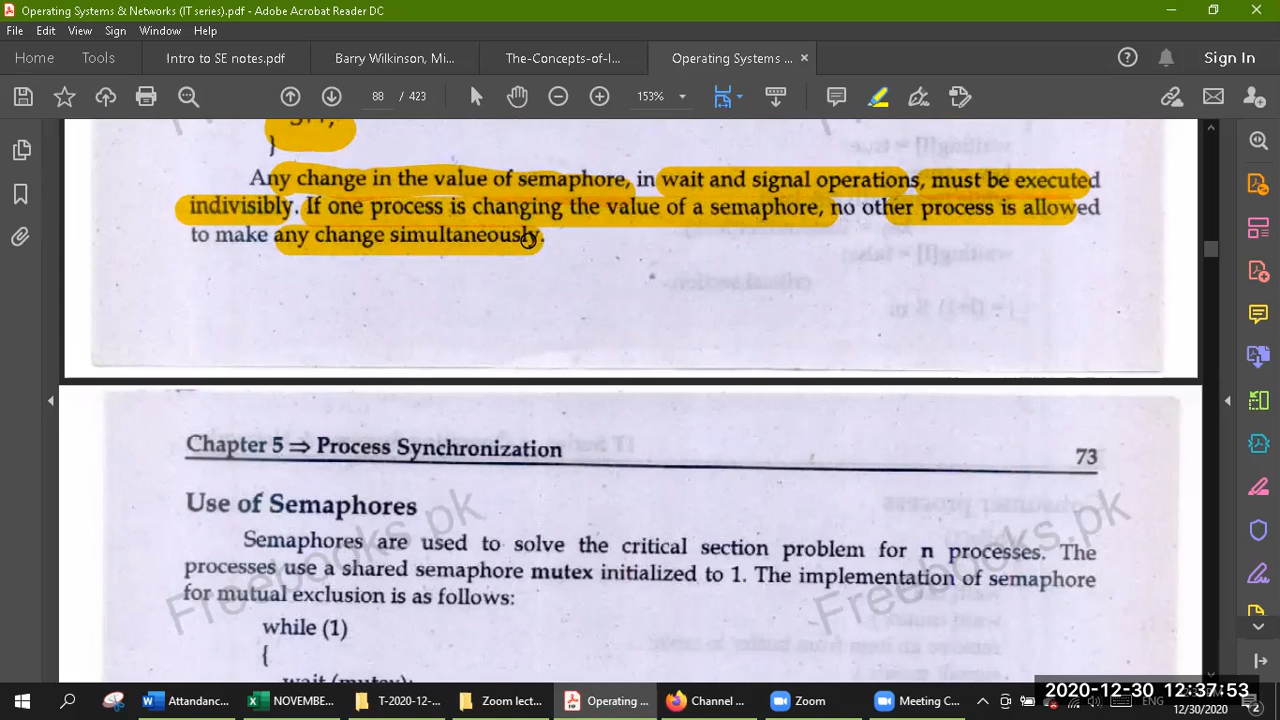 Operating Systems & Networks (IT series).pdf - Adobe Acrobat Reader DC
File Edit View Sign Window Help
Home Tools Intro to SE notes.pdf Barry Wilkinson, Mi... The-Concepts-of-I... Operating Systems ... × Sign In
88 / 423 153%
}
Any change in the value of semaphore, in wait and signal operations, must be executed
indivisibly. If one process is changing the value of a semaphore, no other process is allowed
to make any change simultaneously.
Chapter 5 ⇒ Process Synchronization 73
Use of Semaphores
Semaphores are used to solve the critical section problem for n processes. The
processes use a shared semaphore mutex initialized to 1. The implementation of semaphore
for mutual exclusion is as follows:
while (1)
{
wait (mutex);
Freebooks.pk
Freebooks.pk
Attandanc... NOVEMBE... T-2020-12-... Zoom lect... Operating ... Channel ... Zoom Meeting C... ENG
2020-12-30 12:37:53
12/30/2020 2